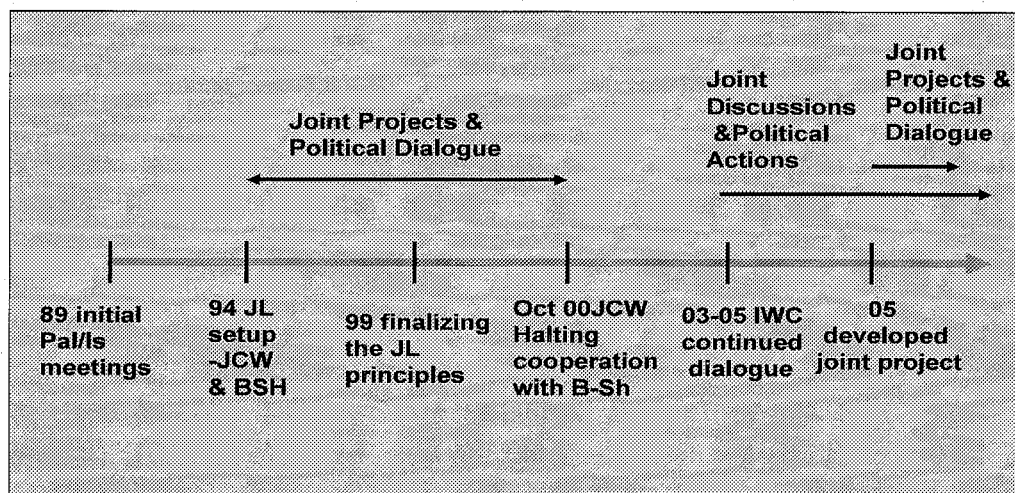 Joint Projects &
Political Dialogue
Joint
Discussions
&Political
Actions
Joint
Projects &
Political
Dialogue
89 initial
Pal/Is
meetings
94 JL
setup
-JCW
& BSH
99 finalizing
the JL
principles
Oct 00JCW
Halting
cooperation
with B-Sh
03-05 IWC
continued
dialogue
05
developed
joint project